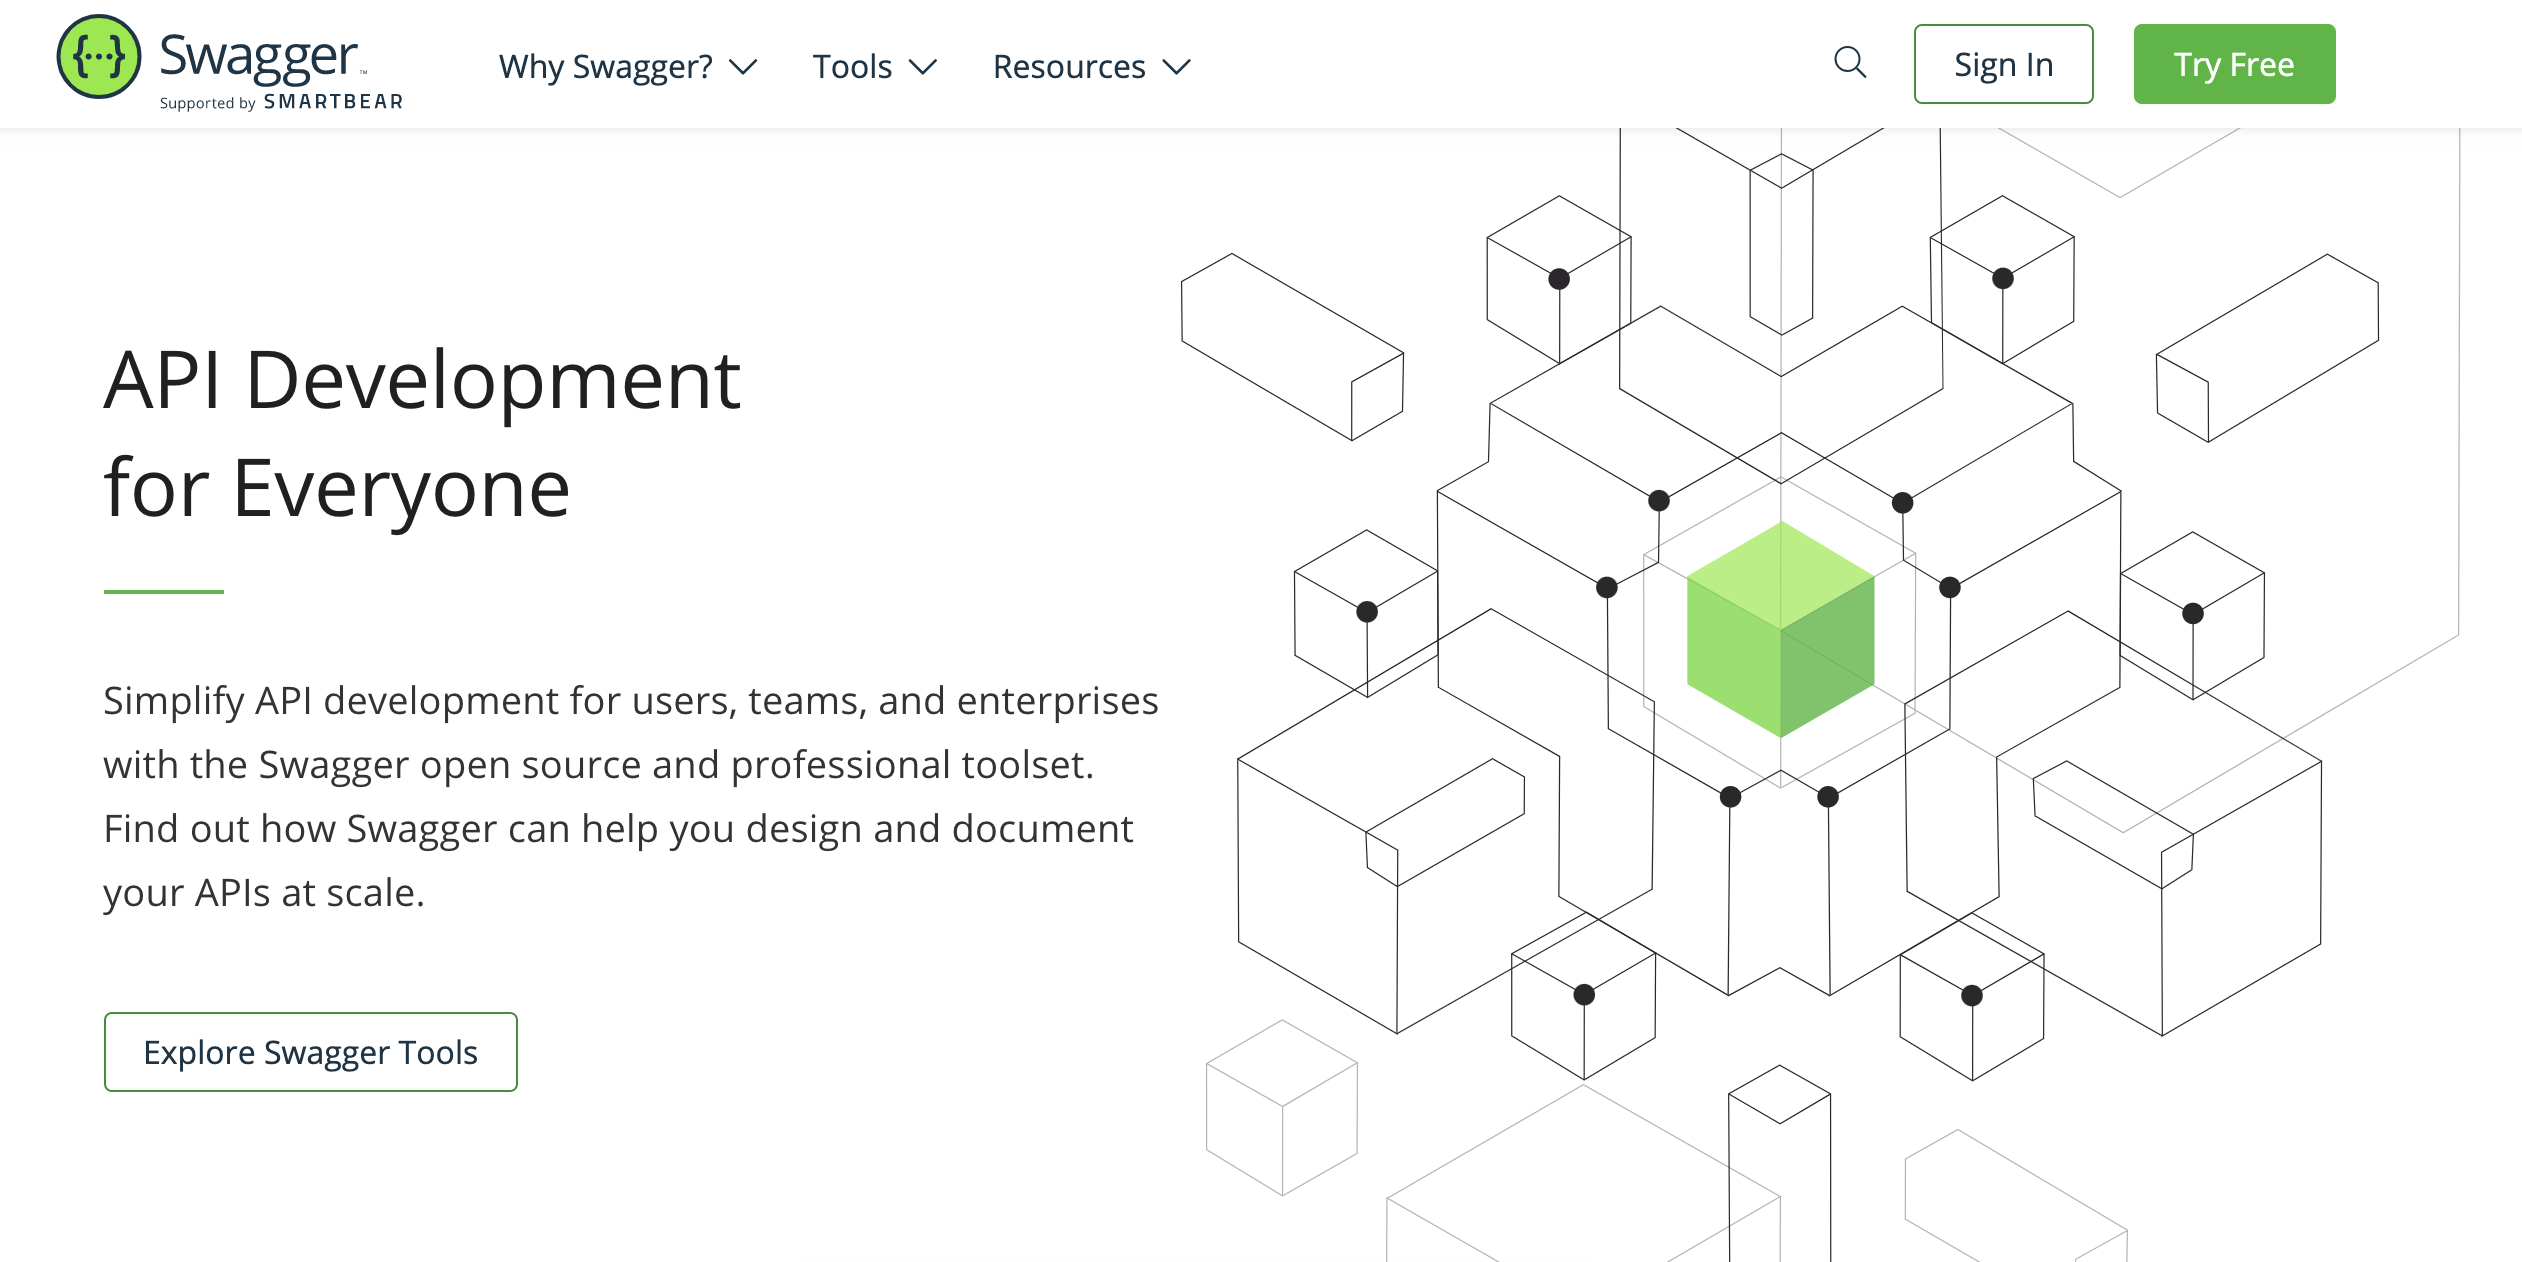 {...} Swagger™
Supported by SMARTBEAR
Why Swagger?
Tools
Resources
Sign In
Try Free
API Development
for Everyone
Simplify API development for users, teams, and enterprises
with the Swagger open source and professional toolset.
Find out how Swagger can help you design and document
your APIs at scale.
Explore Swagger Tools